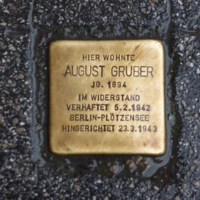 HIER WOHNTE
AUGUST GRUBER
JG. 1894
IM WIDERSTAND
VERHAFTET 5.2.1942
BERLIN-PLÖTZENSEE
HINGERICHTET 23.3.1943